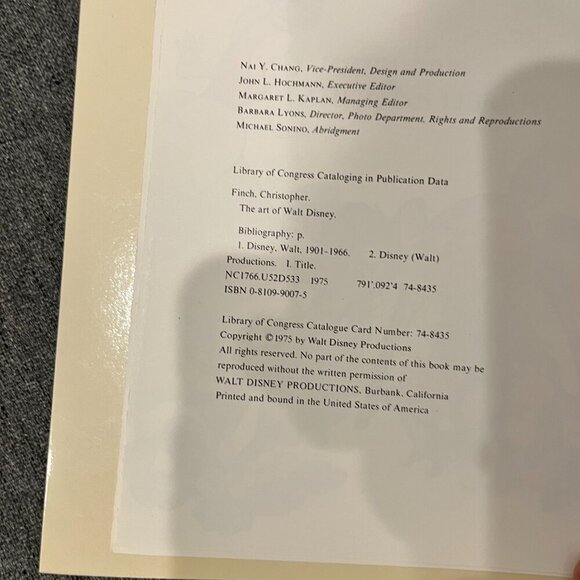 NAI Y. CHANG, Vice-President, Design and Production
JOHN L. HOCHMANN, Executive Editor
MARGARET L. KAPLAN, Managing Editor
BARBARA LYONS, Director, Photo Department, Rights and Reproductions
MICHAEL SONINO, Abridgment
Library of Congress Cataloging in Publication Data
Finch, Christopher.
The art of Walt Disney.
Bibliography: p.
1. Disney, Walt, 1901–1966. 2. Disney (Walt)
Productions. I. Title.
NC1766.U52D533 1975 791'.092'4 74-8435
ISBN 0-8109-9007-5
Library of Congress Catalogue Card Number: 74-8435
Copyright ©1975 by Walt Disney Productions
All rights reserved. No part of the contents of this book may be
reproduced without the written permission of
WALT DISNEY PRODUCTIONS, Burbank, California
Printed and bound in the United States of America